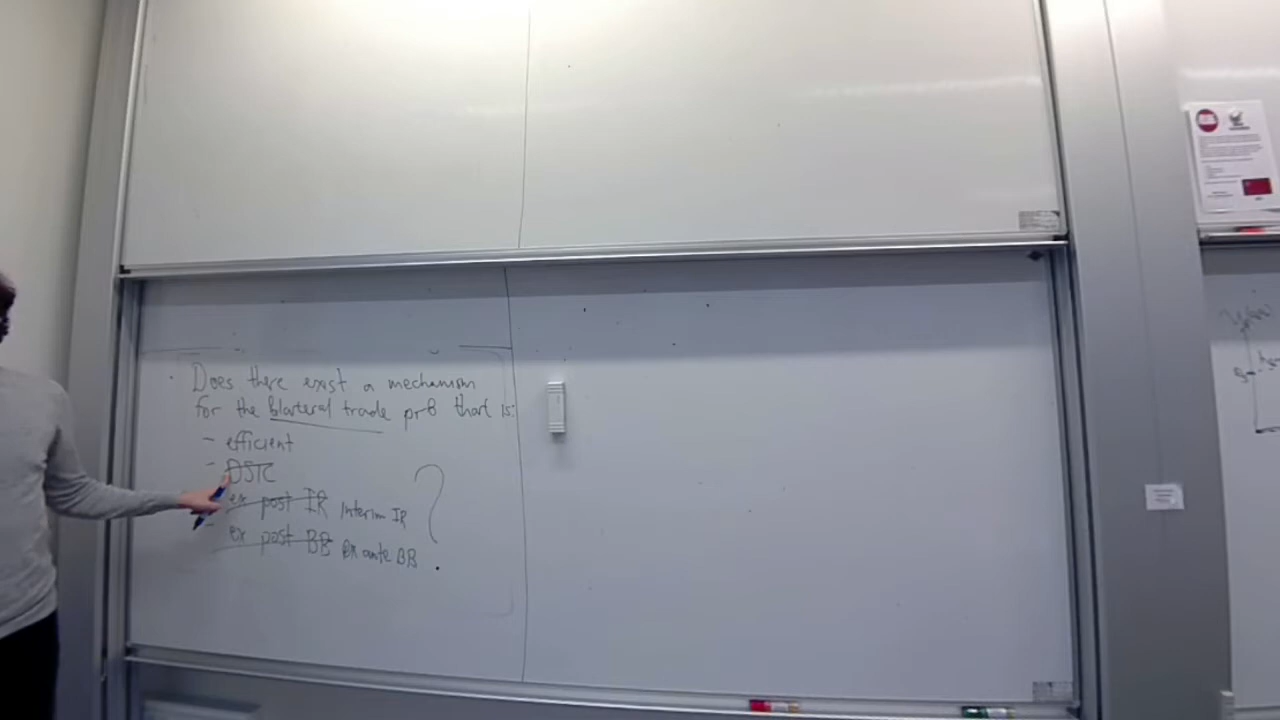 · Does there exist a mechanism
for the bilateral trade prB that is:
- efficient
- DSIC
- ex post IR Interim IR
- ex post BB ex ante BB .
?